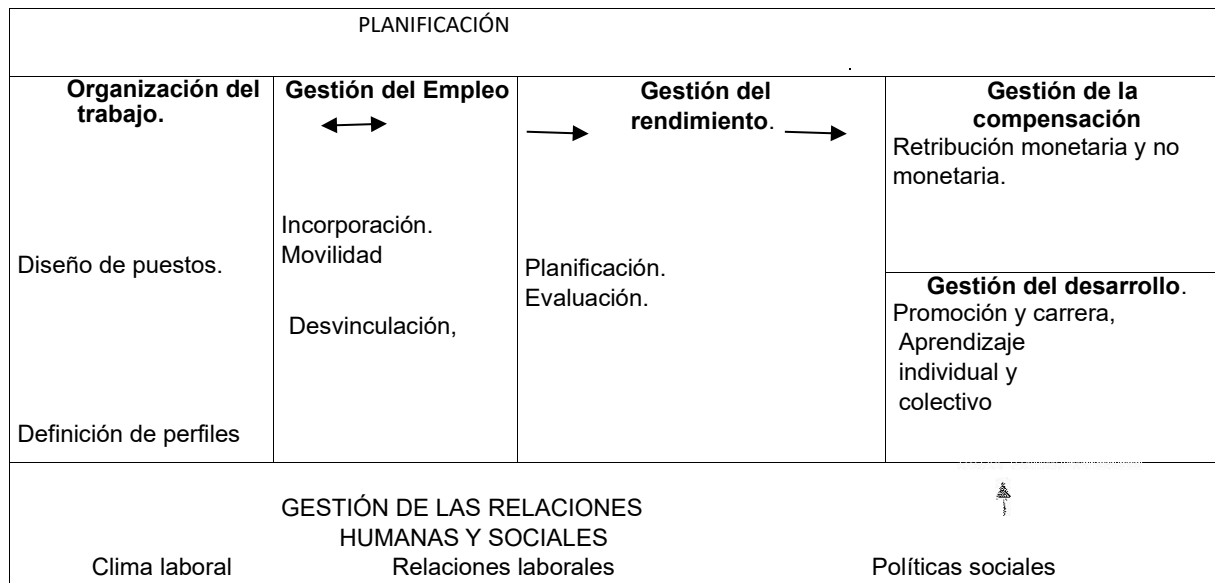 PLANIFICACIÓN
.
Organización del
trabajo.
Diseño de puestos.
Definición de perfiles
Gestión del Empleo
Incorporación.
Movilidad
Desvinculación,
Gestión del
rendimiento.
Planificación.
Evaluación.
Gestión de la
compensación
Retribución monetaria y no
monetaria.
Gestión del desarrollo.
Promoción y carrera,
Aprendizaje
individual y
colectivo
GESTIÓN DE LAS RELACIONES
HUMANAS Y SOCIALES
Clima laboral Relaciones laborales Políticas sociales